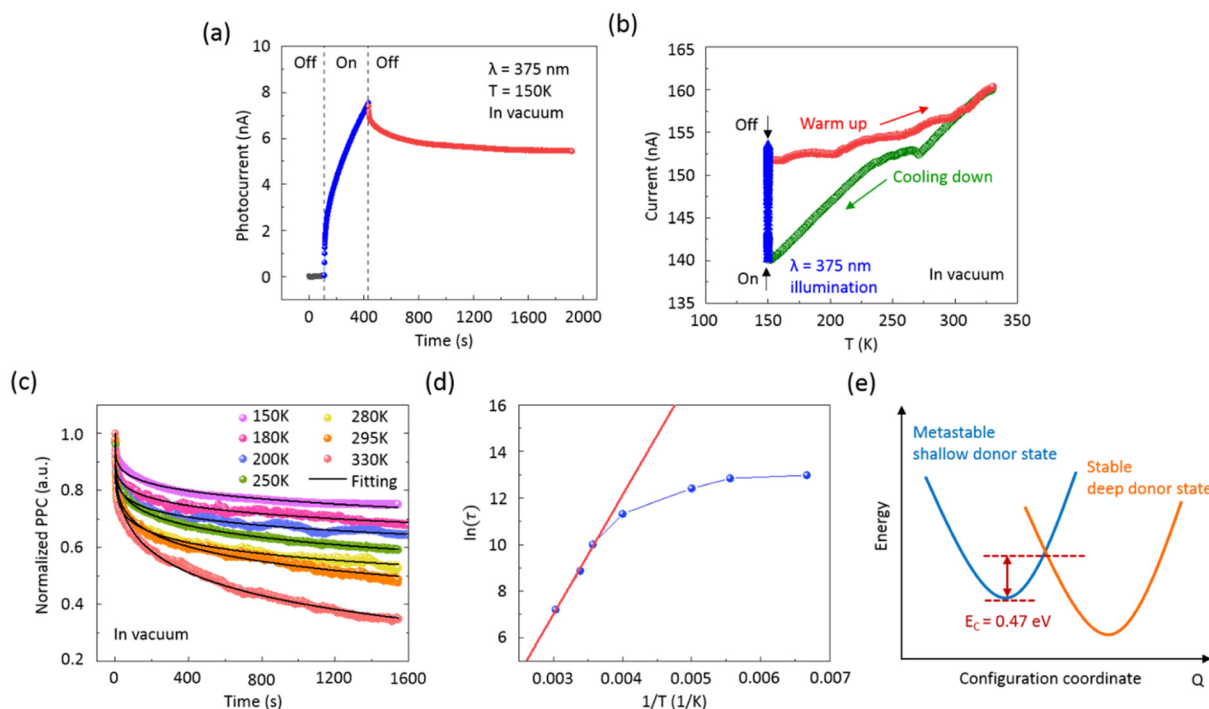 (a)
10
8
6
4
2
0
Photocurrent (nA)
Off
On
Off
λ = 375 nm
T = 150K
In vacuum
0 400 800 1200 1600 2000
Time (s)
(b)
165
160
155
150
145
140
135
Current (nA)
Off
Warm up
Cooling down
On
λ = 375 nm
illumination
In vacuum
100 150 200 250 300 350
T (K)
(c)
1.0
0.8
0.6
0.4
0.2
Normalized PPC (a.u.)
150K
180K
200K
250K
280K
295K
330K
Fitting
In vacuum
0 400 800 1200 1600
Time (s)
(d)
16
14
12
10
8
6
ln(τ)
0.003 0.004 0.005 0.006 0.007
1/T (1/K)
(e)
Energy
Metastable
shallow donor state
Stable
deep donor state
E_C = 0.47 eV
Configuration coordinate Q